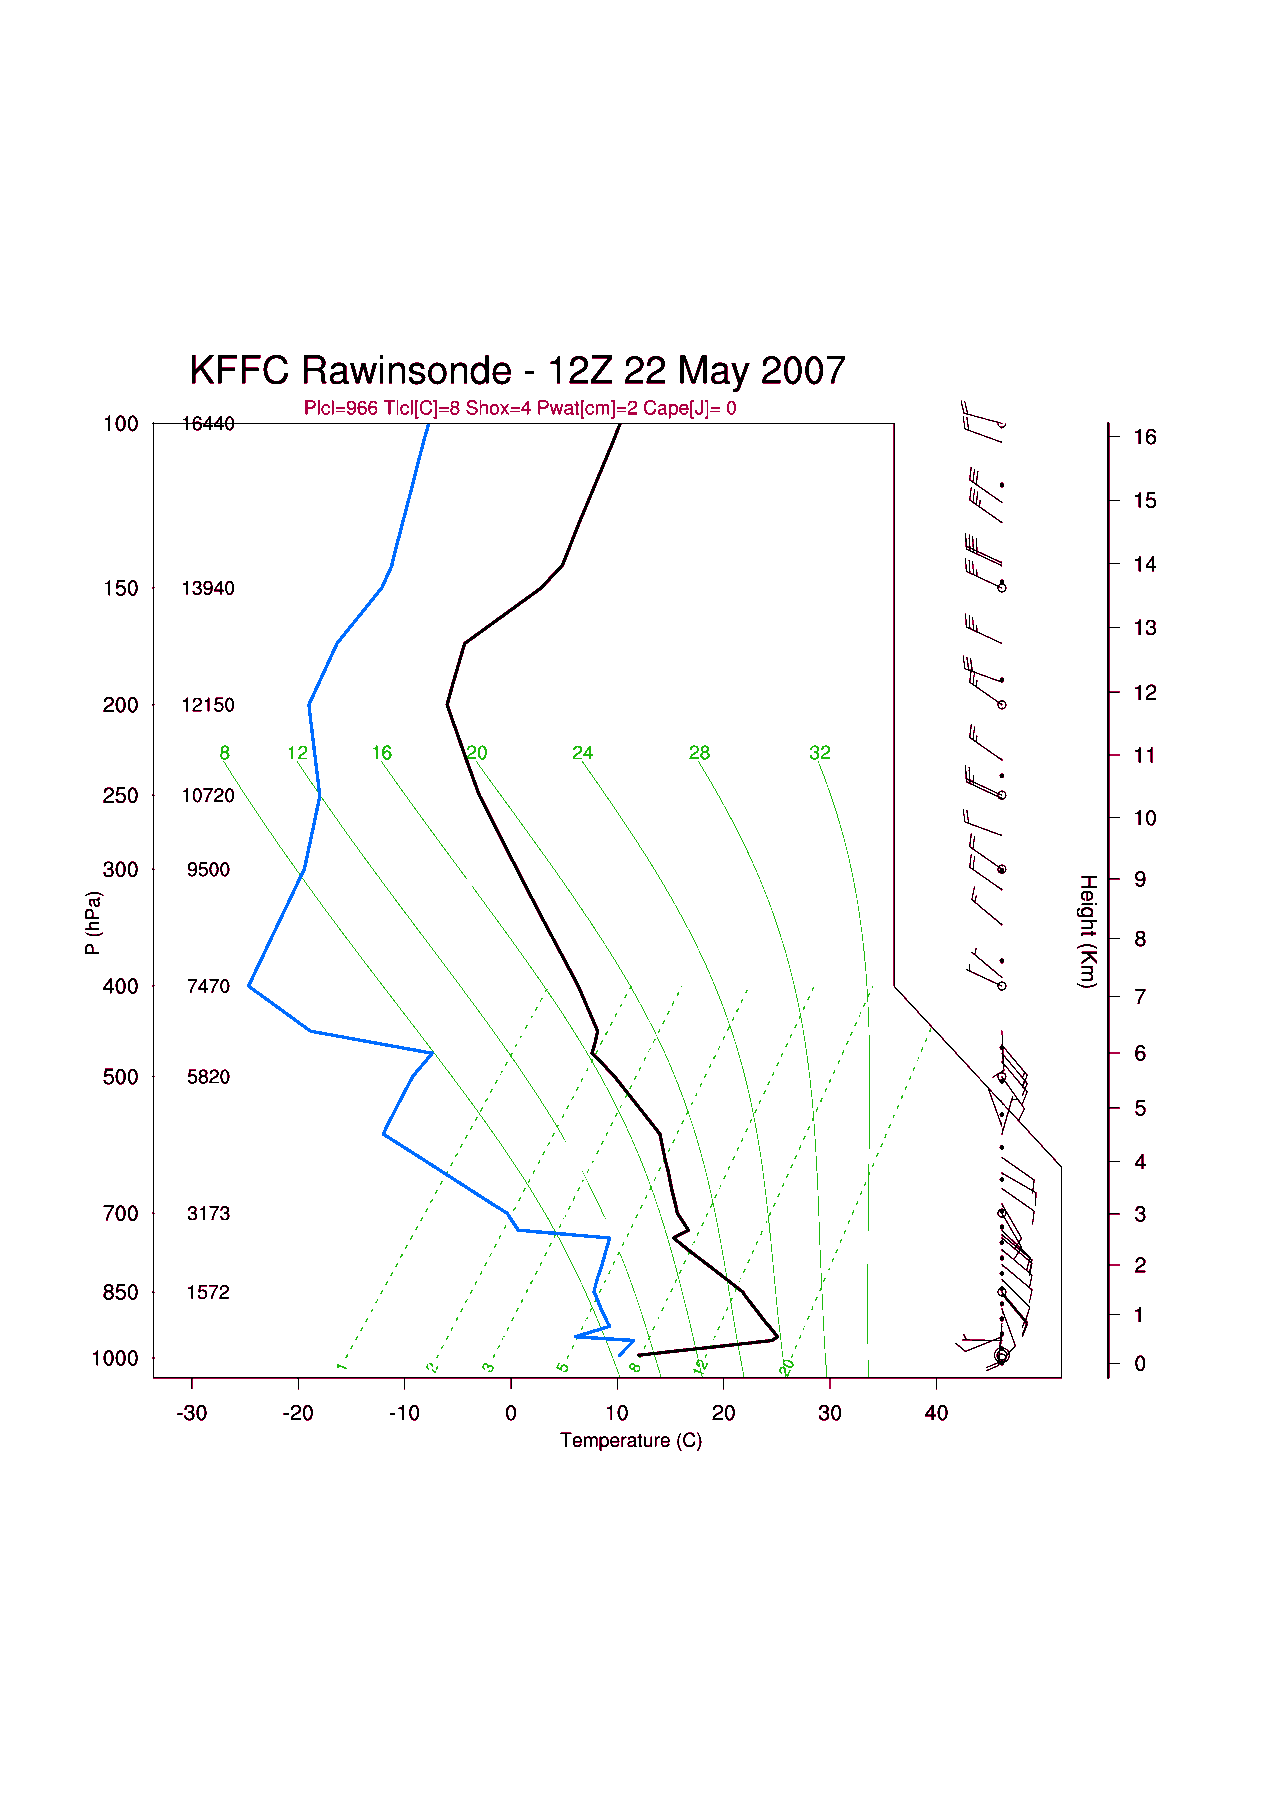 KFFC Rawinsonde - 12Z 22 May 2007
Plcl=966 Tlcl[C]=8 Shox=4 Pwat[cm]=2 Cape[J]= 0
100 16440 16
15
14
150 13940
13
200 12150 12
8 12 16 20 24 28 32 11
250 10720
10
300 9500 9
8
P (hPa)
Height (Km)
400 7470 7
6
500 5820
5
4
700 3173 3
2
850 1572
1
1000 0
1 2 3 5 8 12 20
-30 -20 -10 0 10 20 30 40
Temperature (C)